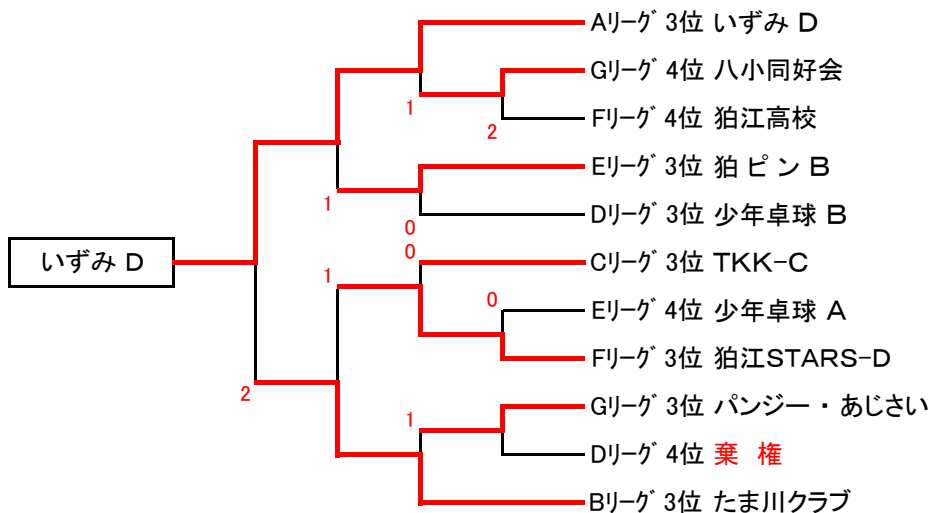 Aリーグ 3位 いずみ D
Gリーグ 4位 八小同好会
1
2
Fリーグ 4位 狛江高校
Eリーグ 3位 狛 ピ ン B
1
Dリーグ 3位 少年卓球 B
0
いずみ D
0
Cリーグ 3位 TKK-C
1
0
Eリーグ 4位 少年卓球 A
Fリーグ 3位 狛江STARS-D
2
Gリーグ 3位 パンジー ・ あじさい
1
Dリーグ 4位 棄 権
Bリーグ 3位 たま川クラブ